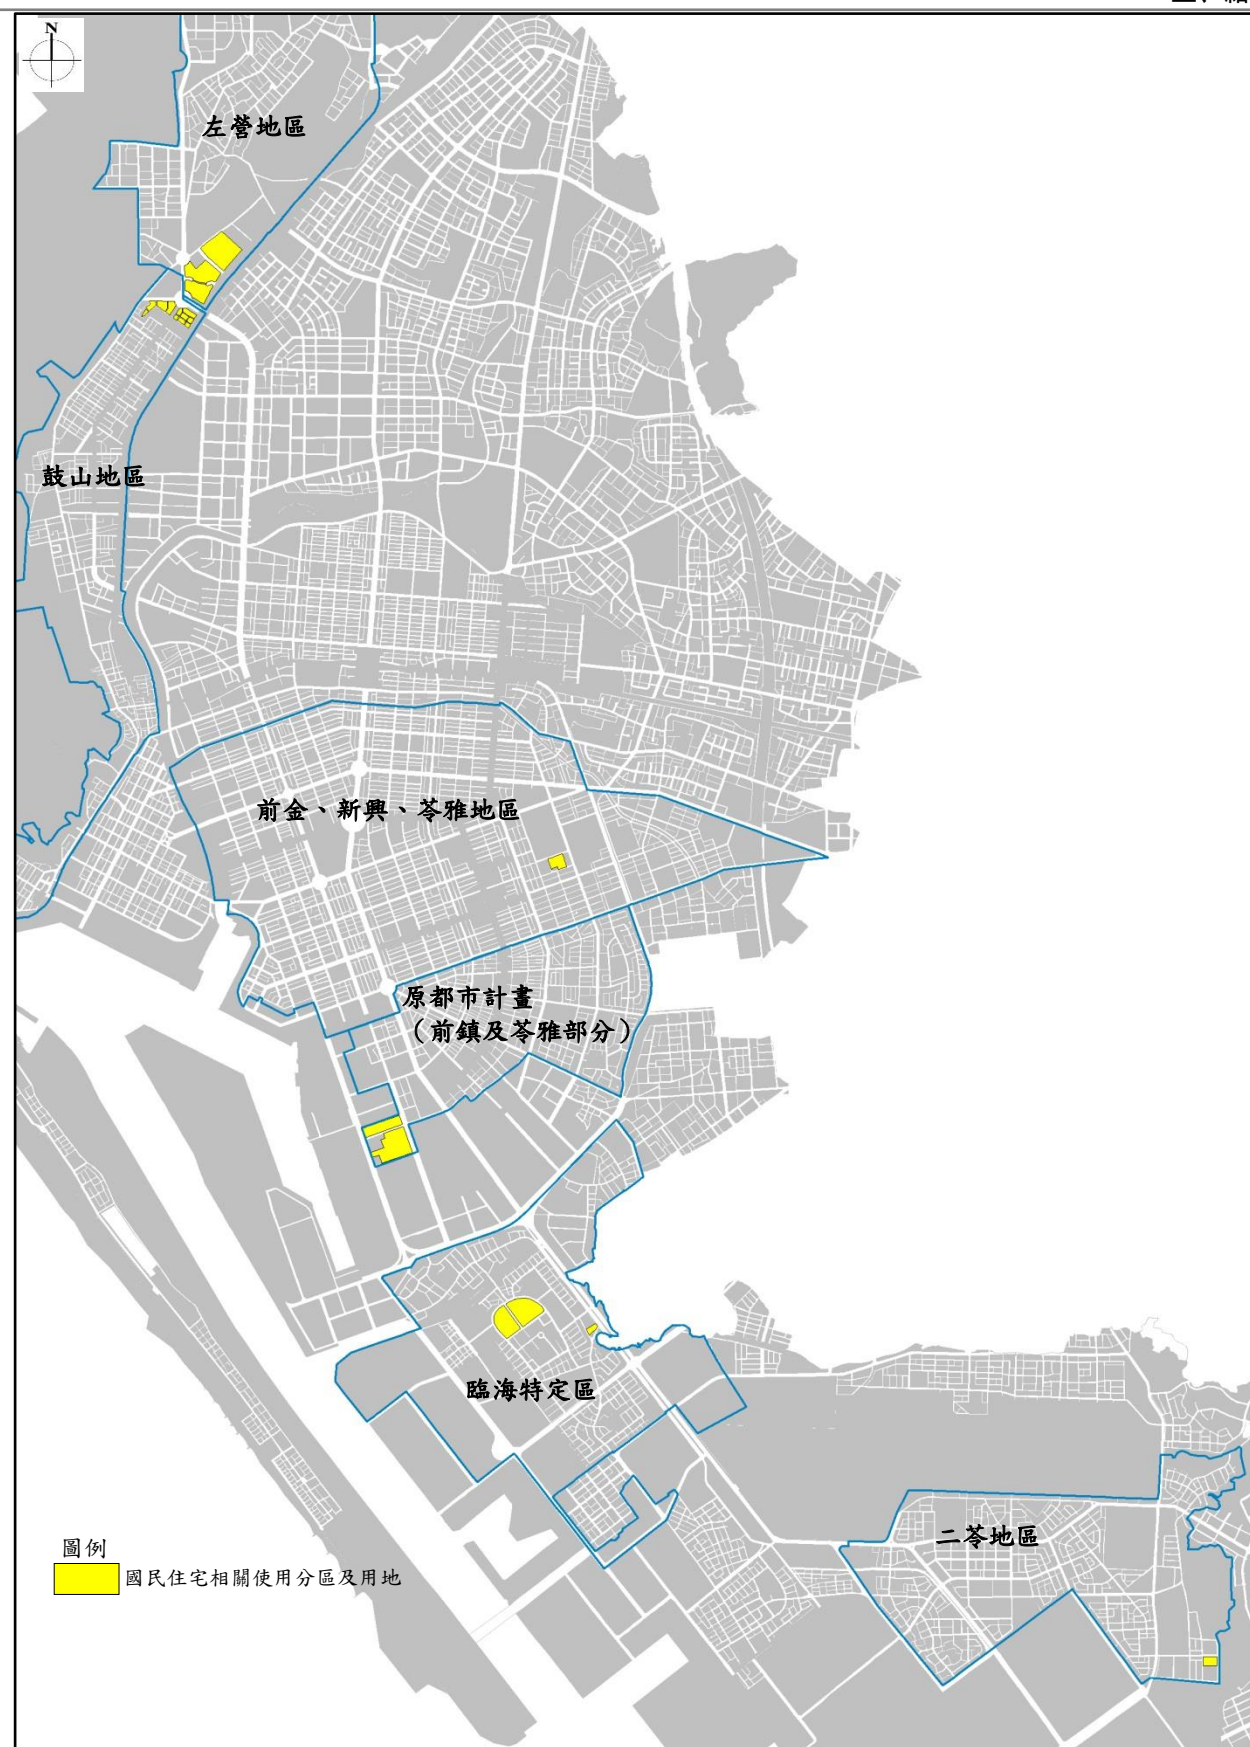 N
左營地區
鼓山地區
前金、新興、苓雅地區
原都市計畫
（前鎮及苓雅部分）
臨海特定區
二苓地區
圖例
國民住宅相關使用分區及用地